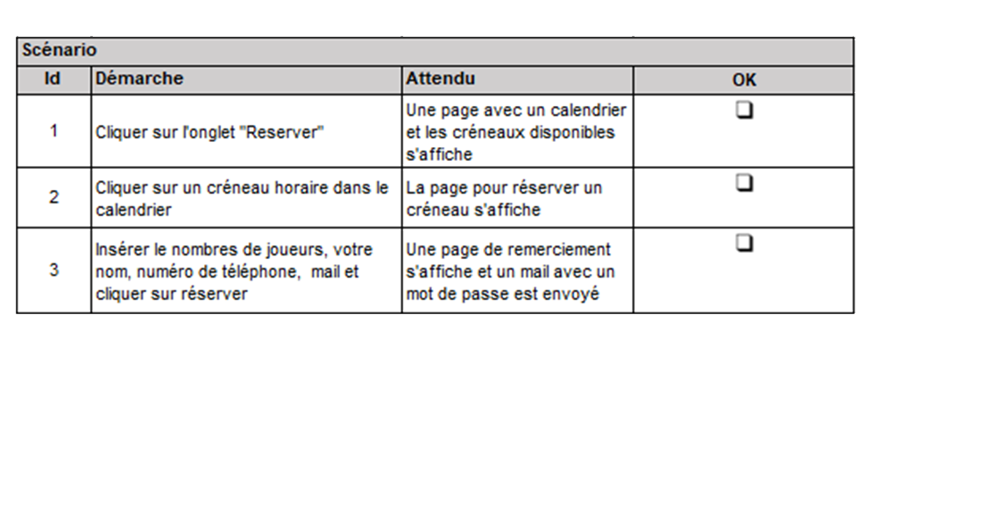 Scénario
Id Démarche Attendu OK
1 Cliquer sur l'onglet "Reserver" Une page avec un calendrier
et les créneaux disponibles
s'affiche
2 Cliquer sur un créneau horaire dans le
calendrier
La page pour réserver un
créneau s'affiche
3 Insérer le nombres de joueurs, votre
nom, numéro de téléphone, mail et
cliquer sur réserver
Une page de remerciement
s'affiche et un mail avec un
mot de passe est envoyé